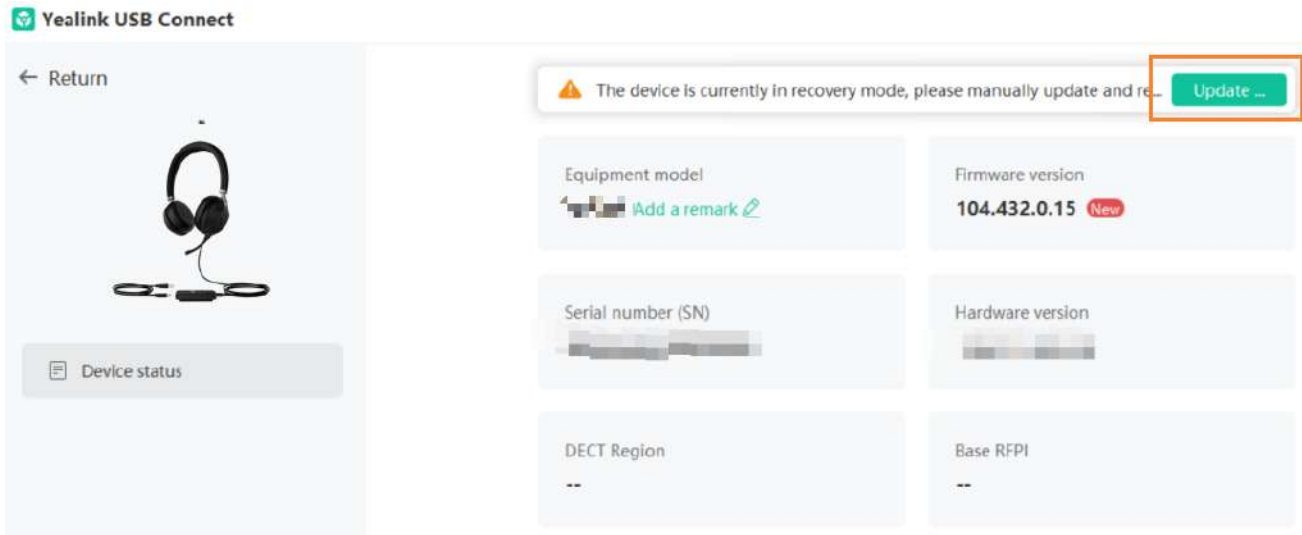 Yealink USB Connect
← Return
The device is currently in recovery mode, please manually update and re...
Update ...
Equipment model
Add a remark
Firmware version
104.432.0.15 New
Serial number (SN)
Hardware version
Device status
DECT Region
--
Base RFPI
--